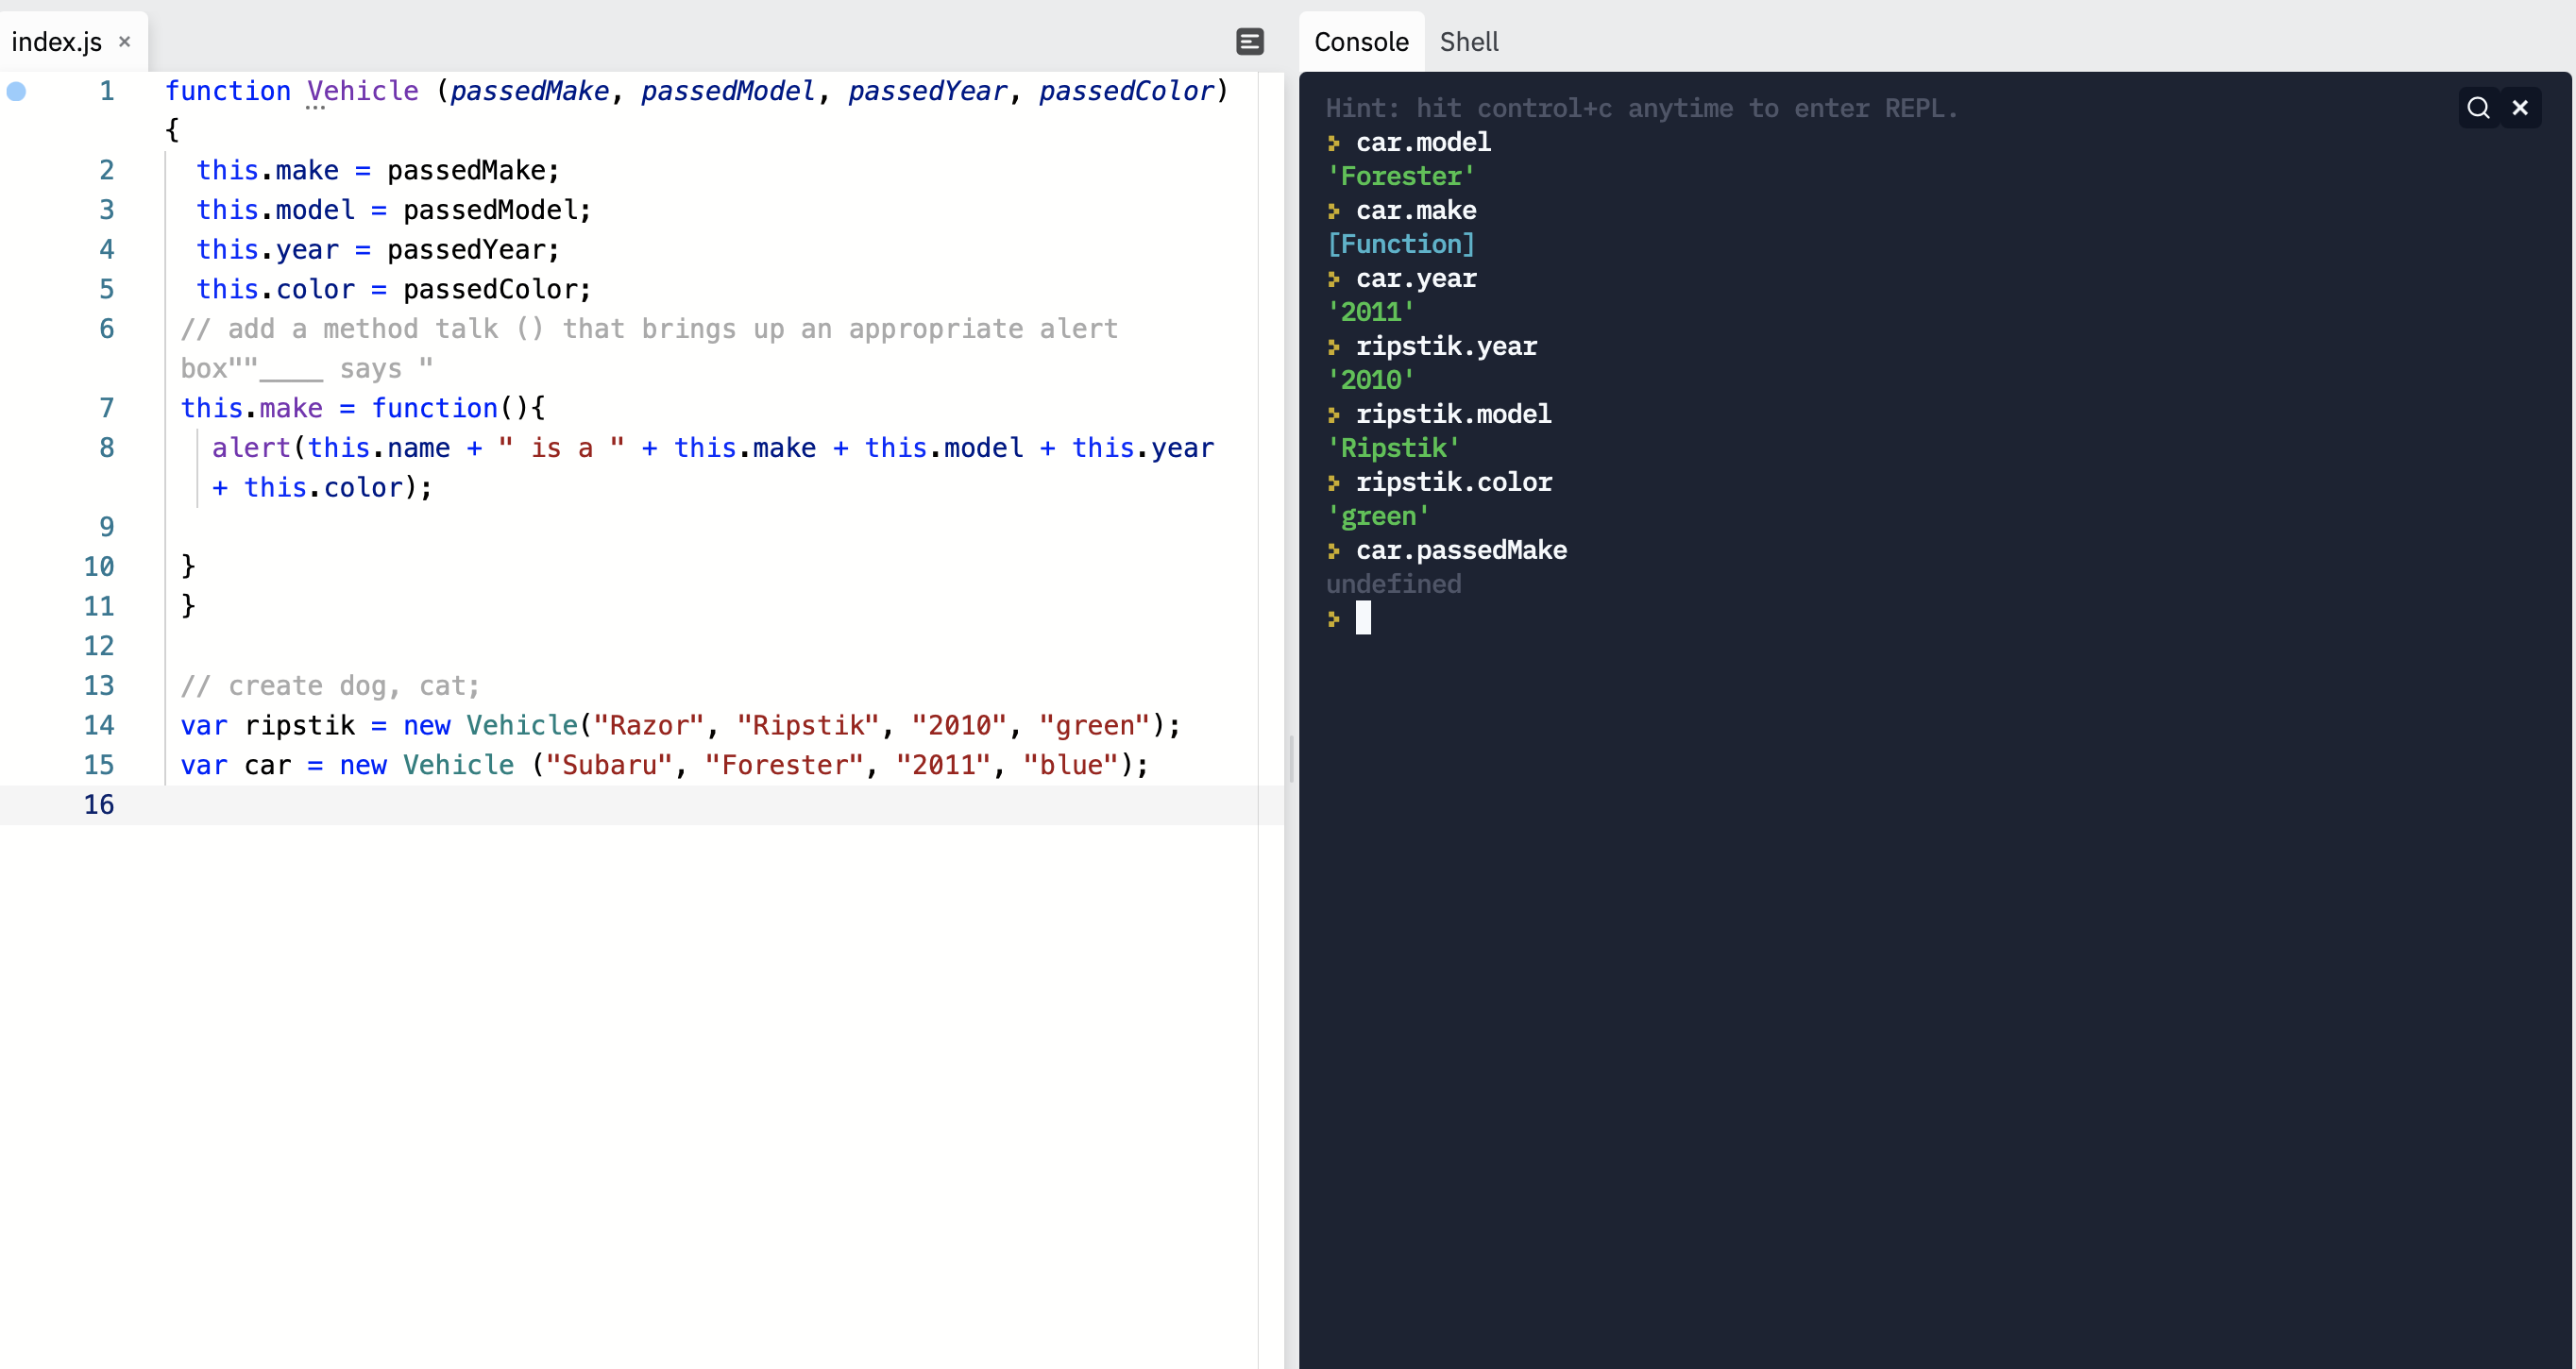 index.js ×
1 function Vehicle (passedMake, passedModel, passedYear, passedColor)
{
2 this.make = passedMake;
3 this.model = passedModel;
4 this.year = passedYear;
5 this.color = passedColor;
6 // add a method talk () that brings up an appropriate alert
box""____ says "
7 this.make = function(){
8 alert(this.name + " is a " + this.make + this.model + this.year
+ this.color);
9
10 }
11 }
12
13 // create dog, cat;
14 var ripstik = new Vehicle("Razor", "Ripstik", "2010", "green");
15 var car = new Vehicle ("Subaru", "Forester", "2011", "blue");
16
Console Shell
Hint: hit control+c anytime to enter REPL.
> car.model
'Forester'
> car.make
[Function]
> car.year
'2011'
> ripstik.year
'2010'
> ripstik.model
'Ripstik'
> ripstik.color
'green'
> car.passedMake
undefined
>